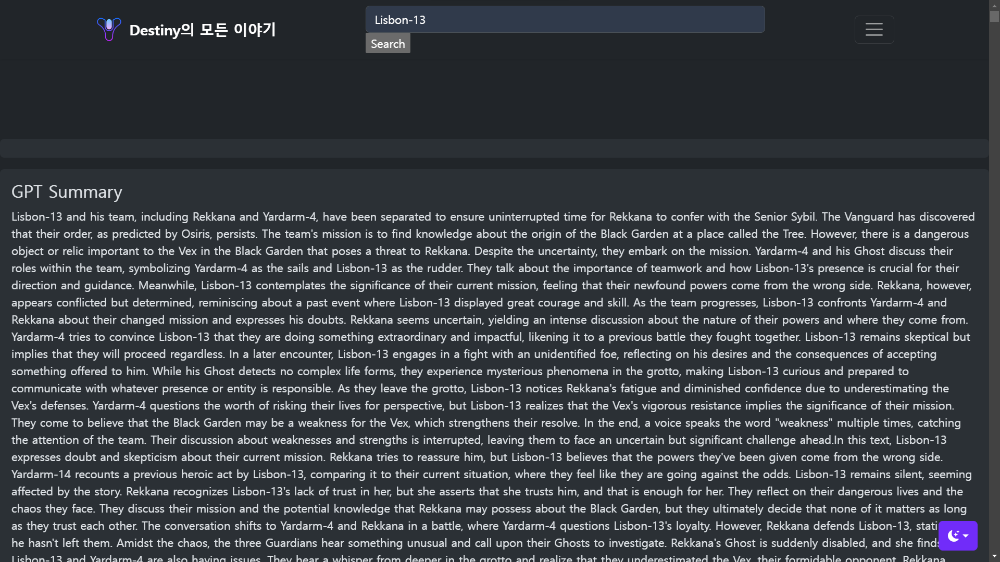 Destiny의 모든 이야기
Lisbon-13
Search
GPT Summary
Lisbon-13 and his team, including Rekkana and Yardarm-4, have been separated to ensure uninterrupted time for Rekkana to confer with the Senior Sybil. The Vanguard has discovered
that their order, as predicted by Osiris, persists. The team's mission is to find knowledge about the origin of the Black Garden at a place called the Tree. However, there is a dangerous
object or relic important to the Vex in the Black Garden that poses a threat to Rekkana. Despite the uncertainty, they embark on the mission. Yardarm-4 and his Ghost discuss their
roles within the team, symbolizing Yardarm-4 as the sails and Lisbon-13 as the rudder. They talk about the importance of teamwork and how Lisbon-13's presence is crucial for their
direction and guidance. Meanwhile, Lisbon-13 contemplates the significance of their current mission, feeling that their newfound powers come from the wrong side. Rekkana, however,
appears conflicted but determined, reminiscing about a past event where Lisbon-13 displayed great courage and skill. As the team progresses, Lisbon-13 confronts Yardarm-4 and
Rekkana about their changed mission and expresses his doubts. Rekkana seems uncertain, yielding an intense discussion about the nature of their powers and where they come from.
Yardarm-4 tries to convince Lisbon-13 that they are doing something extraordinary and impactful, likening it to a previous battle they fought together. Lisbon-13 remains skeptical but
implies that they will proceed regardless. In a later encounter, Lisbon-13 engages in a fight with an unidentified foe, reflecting on his desires and the consequences of accepting
something offered to him. While his Ghost detects no complex life forms, they experience mysterious phenomena in the grotto, making Lisbon-13 curious and prepared to
communicate with whatever presence or entity is responsible. As they leave the grotto, Lisbon-13 notices Rekkana's fatigue and diminished confidence due to underestimating the
Vex's defenses. Yardarm-4 questions the worth of risking their lives for perspective, but Lisbon-13 realizes that the Vex's vigorous resistance implies the significance of their mission.
They come to believe that the Black Garden may be a weakness for the Vex, which strengthens their resolve. In the end, a voice speaks the word "weakness" multiple times, catching
the attention of the team. Their discussion about weaknesses and strengths is interrupted, leaving them to face an uncertain but significant challenge ahead.In this text, Lisbon-13
expresses doubt and skepticism about their current mission. Rekkana tries to reassure him, but Lisbon-13 believes that the powers they've been given come from the wrong side.
Yardarm-14 recounts a previous heroic act by Lisbon-13, comparing it to their current situation, where they feel like they are going against the odds. Lisbon-13 remains silent, seeming
affected by the story. Rekkana recognizes Lisbon-13's lack of trust in her, but she asserts that she trusts him, and that is enough for her. They reflect on their dangerous lives and the
chaos they face. They discuss their mission and the potential knowledge that Rekkana may possess about the Black Garden, but they ultimately decide that none of it matters as long
as they trust each other. The conversation shifts to Yardarm-4 and Rekkana in a battle, where Yardarm-4 questions Lisbon-13's loyalty. However, Rekkana defends Lisbon-13,
he hasn't left them. Amidst the chaos, the three Guardians hear something unusual and call upon their Ghosts to investigate. Rekkana's Ghost is suddenly disabled, and she
Lisbon-13 and Yardarm-4 are also having issues. They hear a whisper from deeper in the grotto and realize that they underestimated the Vex, their formidable opponent. Rekkana